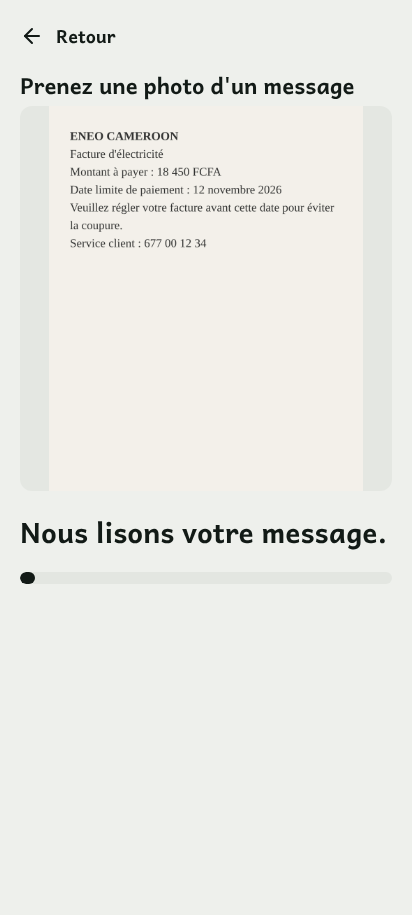 Retour
Prenez une photo d'un message
ENEO CAMEROON
Facture d'électricité
Montant à payer : 18 450 FCFA
Date limite de paiement : 12 novembre 2026
Veuillez régler votre facture avant cette date pour éviter
la coupure.
Service client : 677 00 12 34
Nous lisons votre message.